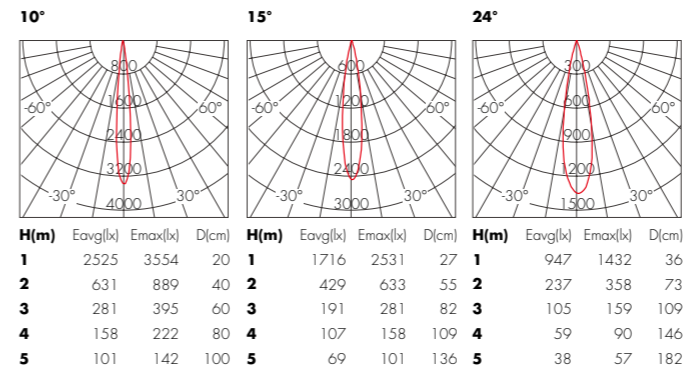 10°
800
1600
-60° 60°
2400
3200
-30° 30°
4000
H(m) Eavg(lx) Emax(lx) D(cm)
1 2525 3554 20
2 631 889 40
3 281 395 60
4 158 222 80
5 101 142 100
15°
600
1200
-60° 60°
1800
2400
-30° 30°
3000
H(m) Eavg(lx) Emax(lx) D(cm)
1 1716 2531 27
2 429 633 55
3 191 281 82
4 107 158 109
5 69 101 136
24°
300
600
-60° 60°
900
1200
-30° 30°
1500
H(m) Eavg(lx) Emax(lx) D(cm)
1 947 1432 36
2 237 358 73
3 105 159 109
4 59 90 146
5 38 57 182